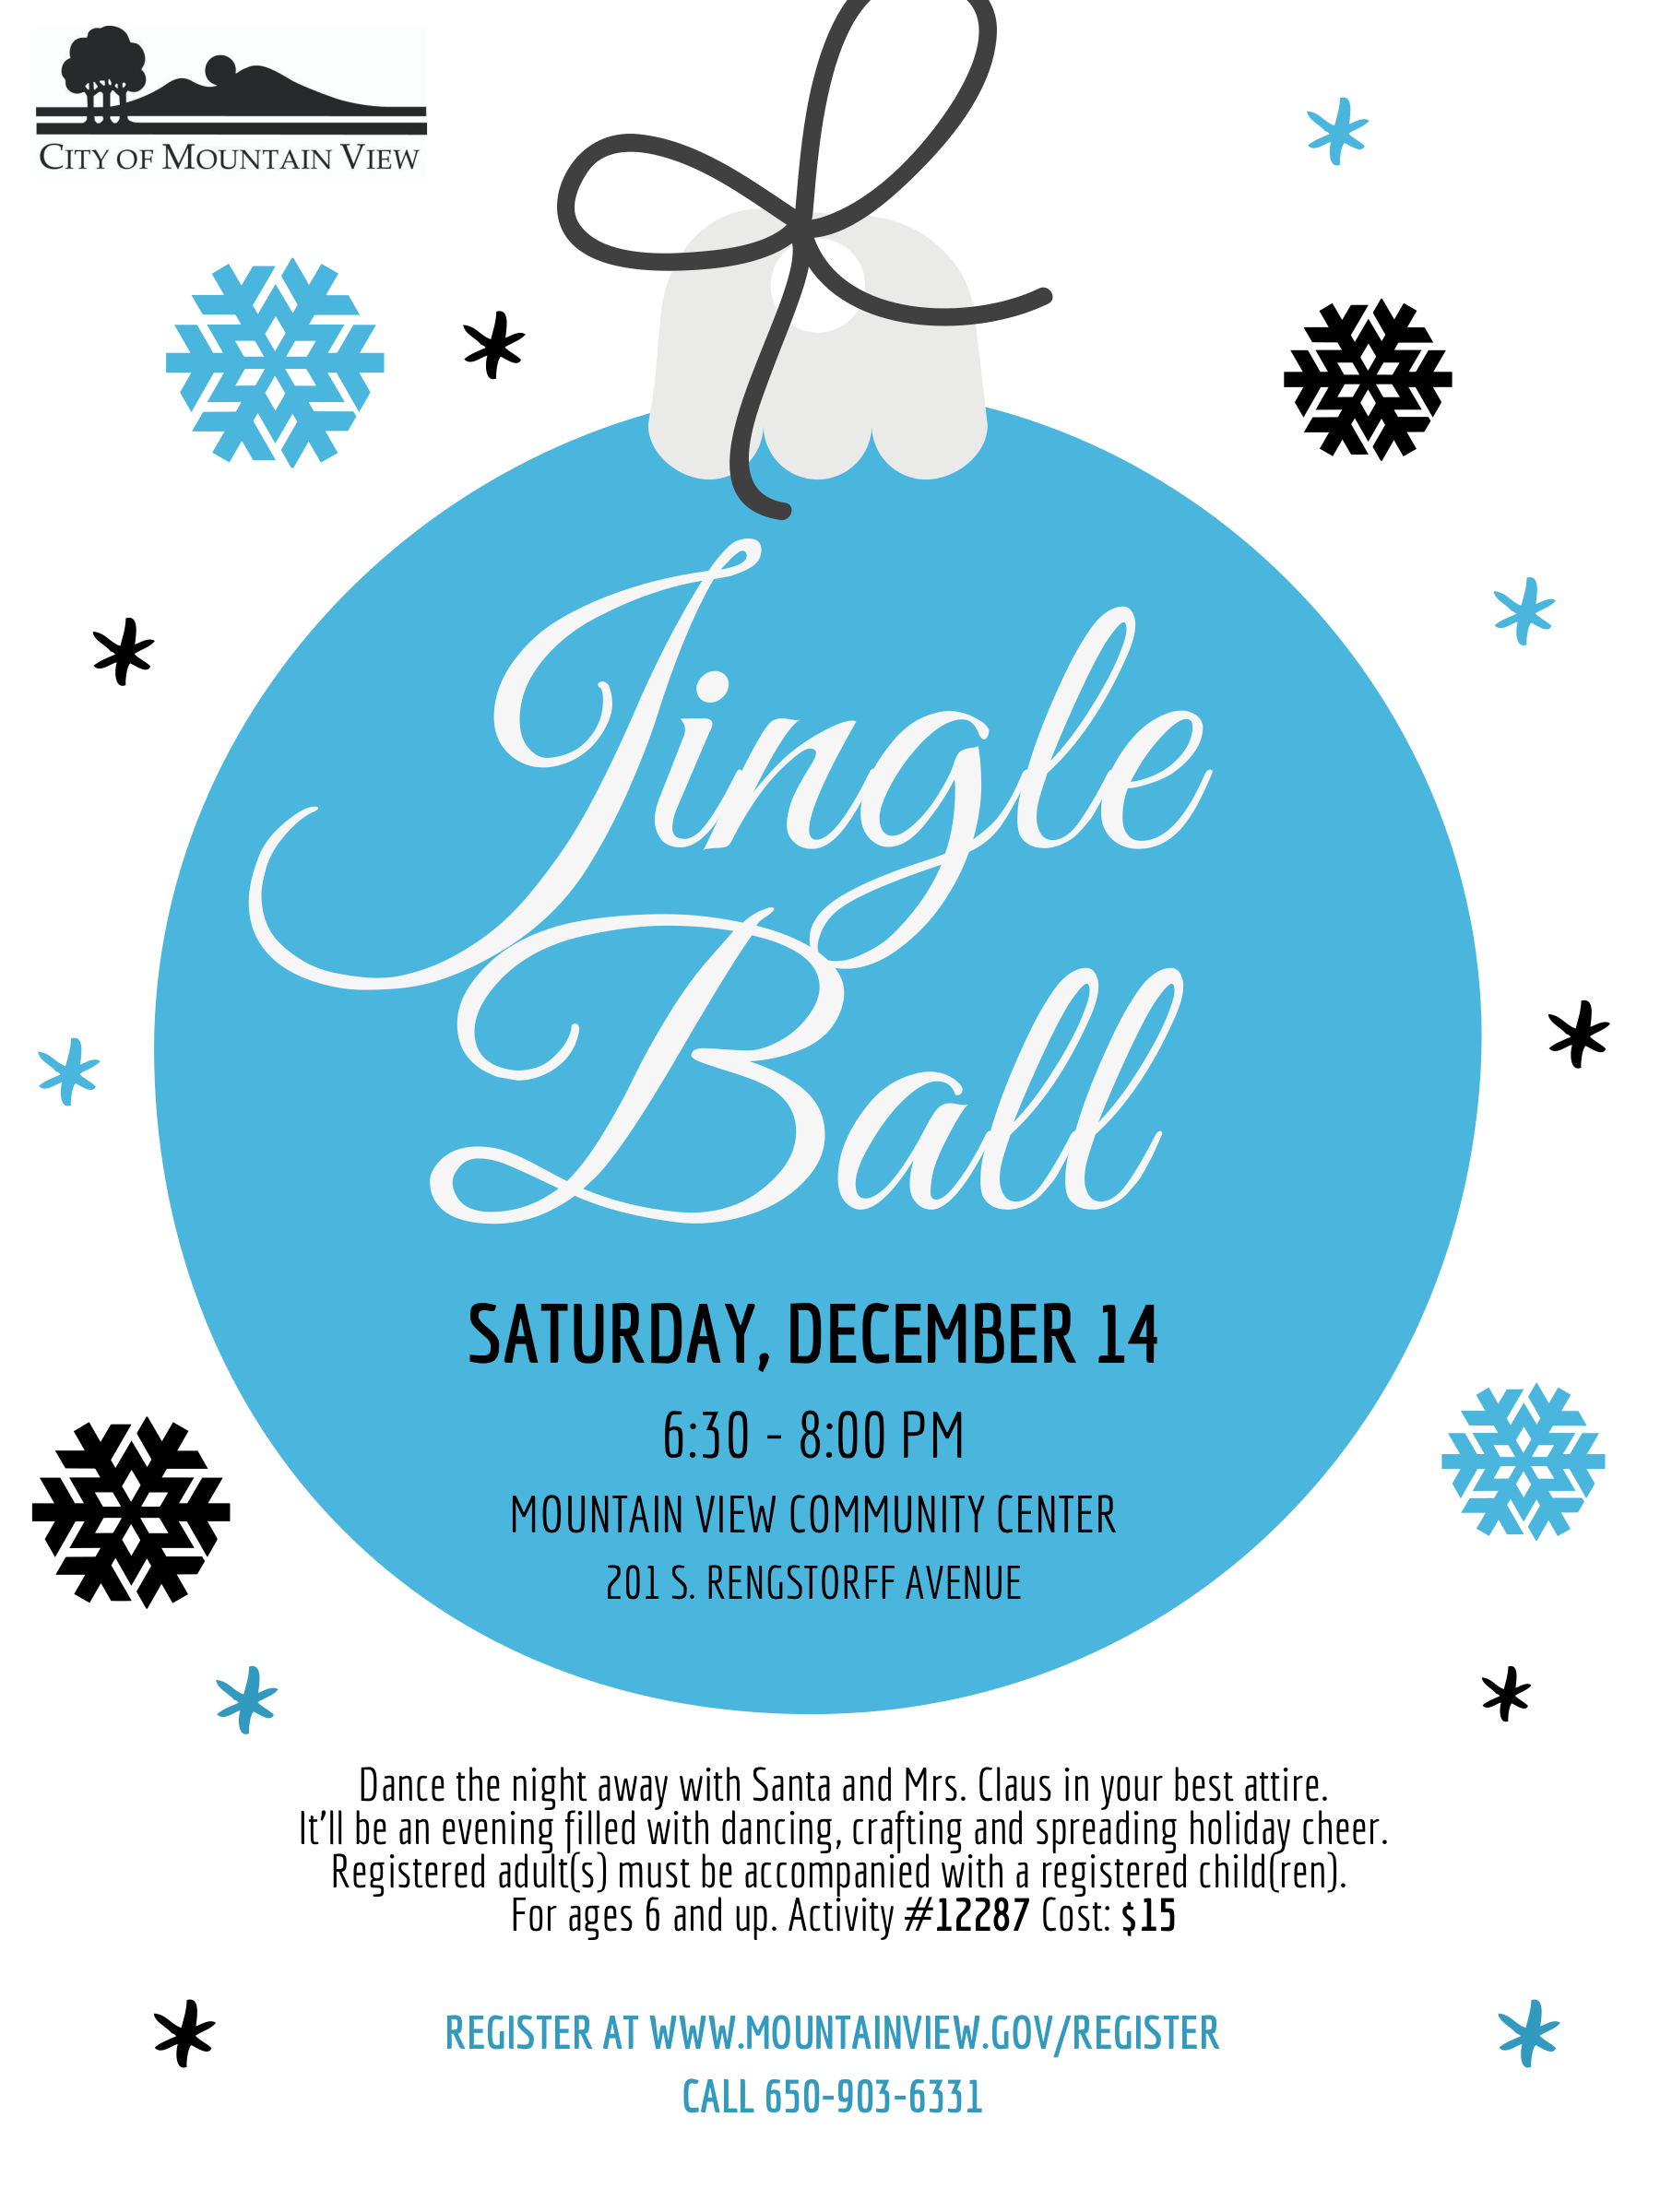 CITY OF MOUNTAIN VIEW
Jingle
Ball
SATURDAY, DECEMBER 14
6:30 - 8:00 PM
MOUNTAIN VIEW COMMUNITY CENTER
201 S. RENGSTORFF AVENUE
Dance the night away with Santa and Mrs. Claus in your best attire.
It'll be an evening filled with dancing, crafting and spreading holiday cheer.
Registered adult(s) must be accompanied with a registered child(ren).
For ages 6 and up. Activity #12287 Cost: $15
REGISTER AT WWW.MOUNTAINVIEW.GOV/REGISTER
CALL 650-903-6331